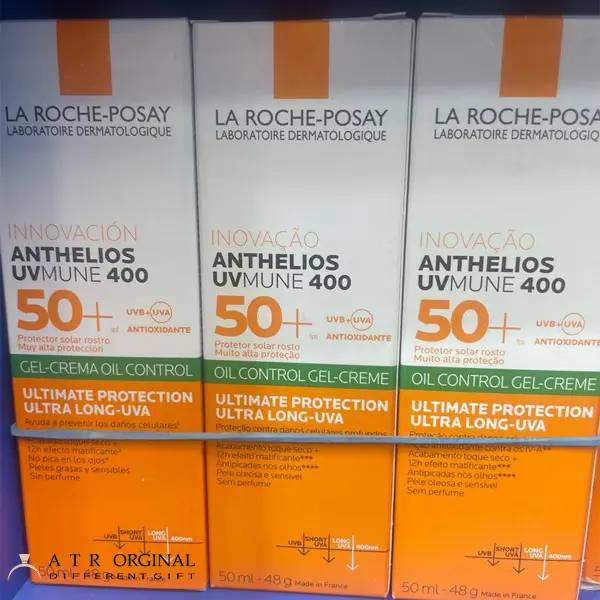 LA ROCHE-POSAY
LABORATOIRE DERMATOLOGIQUE
INNOVACIÓN
ANTHELIOS
UVMUNE 400
50+
UVB+UVA
ANTIOXIDANTE
Protector solar rostro
Muy alta protección
GEL-CREMA OIL CONTROL
ULTIMATE PROTECTION
ULTRA LONG-UVA
Ayuda a prevenir los daños celulares
12h efecto matificante
No pica en los ojos*
Pieles grasas y sensibles
Sin perfume
UVB
SHORT UVA
LONG UVA
400nm
LA ROCHE-POSAY
LABORATOIRE DERMATOLOGIQUE
INOVAÇÃO
ANTHELIOS
UVMUNE 400
50+
fps
UVB+UVA
ANTIOXIDANTE
Protetor solar rosto
Muito alta proteção
OIL CONTROL GEL-CREME
ULTIMATE PROTECTION
ULTRA LONG-UVA
Proteção contra danos celulares profundos
Acabamento toque seco +
12h efeito matificante***
Antipicadas nos olhos****
Pele oleosa e sensível
Sem perfume
UVB
SHORT UVA
LONG UVA
400nm
50 ml - 48 g Made in France
LA ROCHE-POSA
LABORATOIRE DERMATOLOGIQ
INOVAÇÃO
ANTHELIOS
UVMUNE 400
50+
fps
UVB+UVA
ANTIOXIDANTE
Protetor solar rosto
Muito alta proteção
OIL CONTROL GEL-CREME
ULTIMATE PROTECTION
ULTRA LONG-UVA
Acabamento toque seco +
12h efeito matificante***
Antipicadas nos olhos****
Pele oleosa e sensível
Sem perfume
UVB
SHORT UVA
LONG UVA
400nm
50 ml - 48 g Made in France
A T R ORGINAL
DIFFERENT GIFT